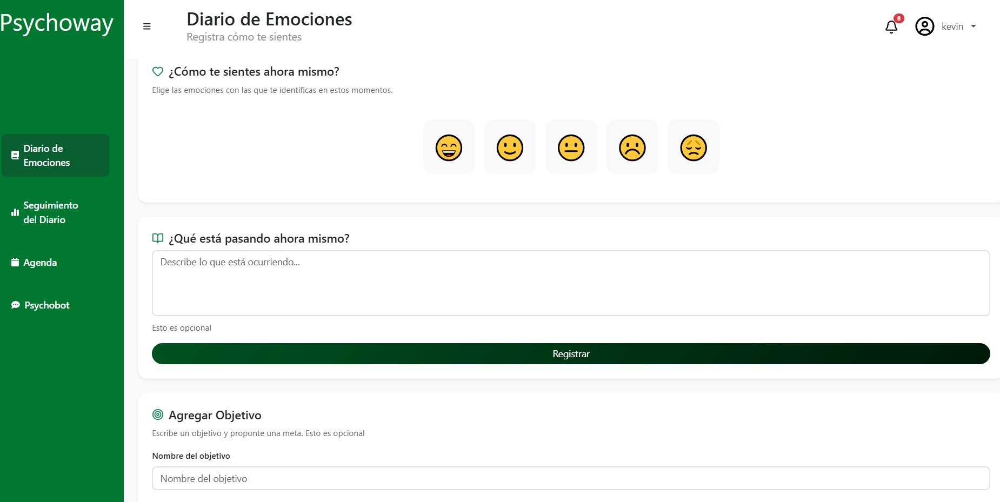 Psychoway
Diario de Emociones
Registra cómo te sientes
8
kevin
Diario de
Emociones
Seguimiento
del Diario
Agenda
Psychobot
¿Cómo te sientes ahora mismo?
Elige las emociones con las que te identificas en estos momentos.
¿Qué está pasando ahora mismo?
Describe lo que está ocurriendo...
Esto es opcional
Registrar
Agregar Objetivo
Escribe un objetivo y proponte una meta. Esto es opcional
Nombre del objetivo
Nombre del objetivo